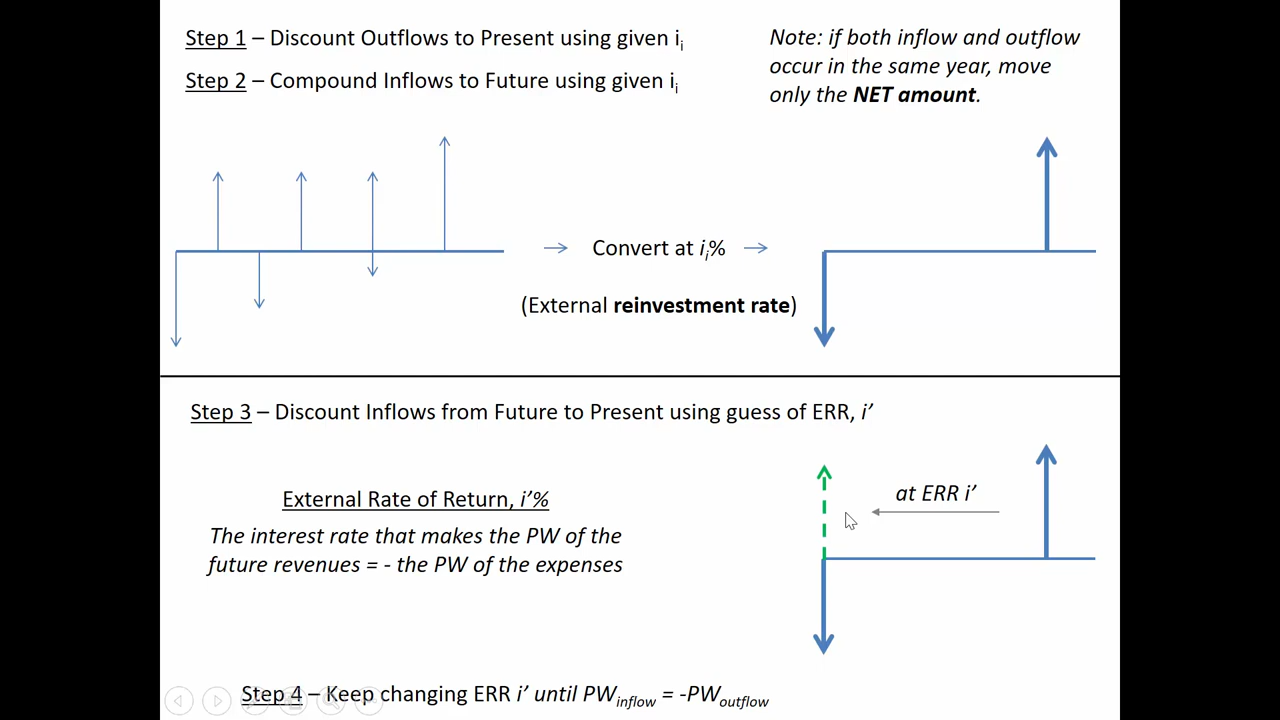 Step 1 – Discount Outflows to Present using given iᵢ
Step 2 – Compound Inflows to Future using given iᵢ
Note: if both inflow and outflow
occur in the same year, move
only the NET amount.
Convert at iᵢ%
(External reinvestment rate)
Step 3 – Discount Inflows from Future to Present using guess of ERR, i’
External Rate of Return, i’%
The interest rate that makes the PW of the
future revenues = - the PW of the expenses
at ERR i’
Step 4 – Keep changing ERR i’ until PWinflow = -PWoutflow